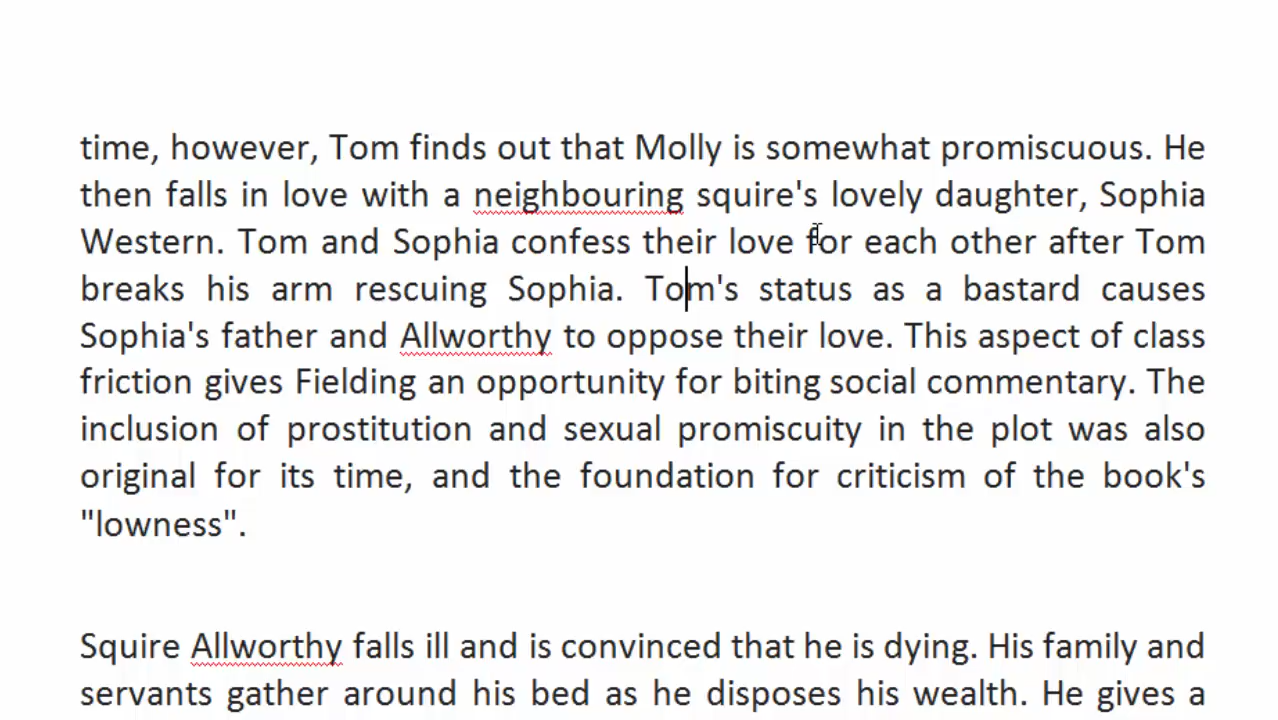 time, however, Tom finds out that Molly is somewhat promiscuous. He
then falls in love with a neighbouring squire's lovely daughter, Sophia
Western. Tom and Sophia confess their love for each other after Tom
breaks his arm rescuing Sophia. Tom's status as a bastard causes
Sophia's father and Allworthy to oppose their love. This aspect of class
friction gives Fielding an opportunity for biting social commentary. The
inclusion of prostitution and sexual promiscuity in the plot was also
original for its time, and the foundation for criticism of the book's
"lowness".
Squire Allworthy falls ill and is convinced that he is dying. His family and
servants gather around his bed as he disposes his wealth. He gives a